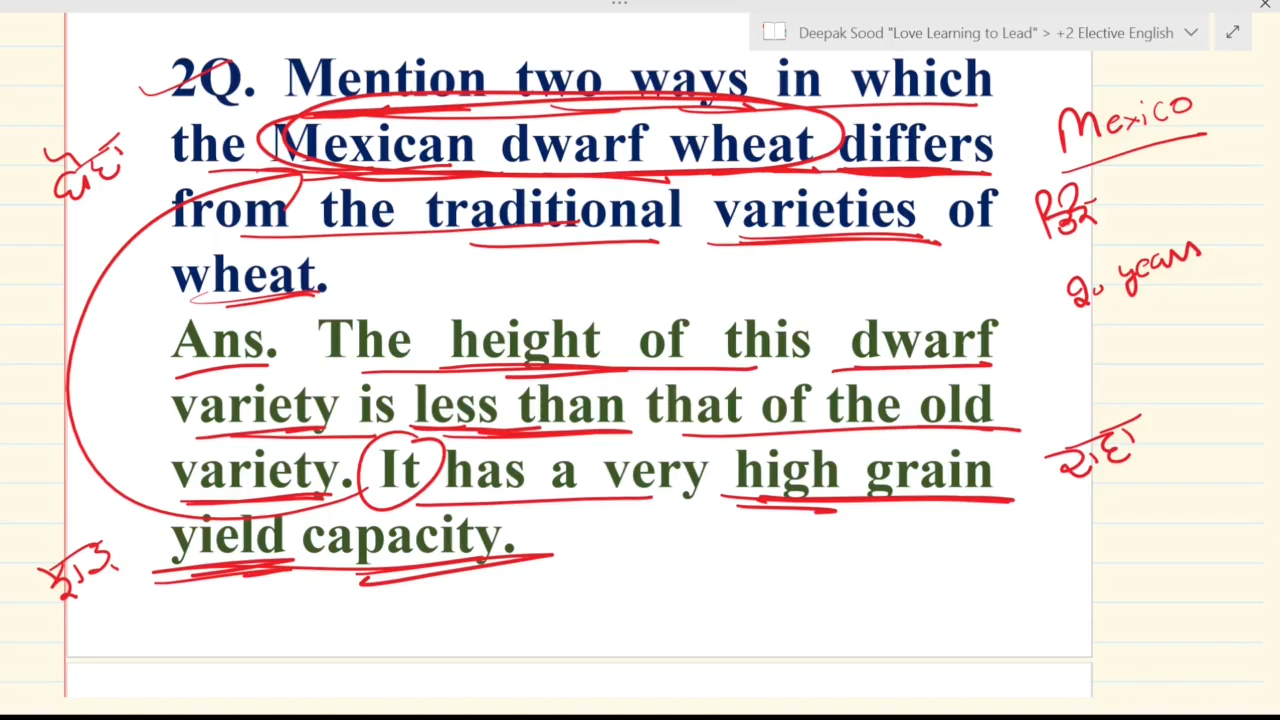 Deepak Sood "Love Learning to Lead" > +2 Elective English
2Q. Mention two ways in which
the Mexican dwarf wheat differs
from the traditional varieties of
wheat.
Ans. The height of this dwarf
variety is less than that of the old
variety. It has a very high grain
yield capacity.
Mexico
20 years